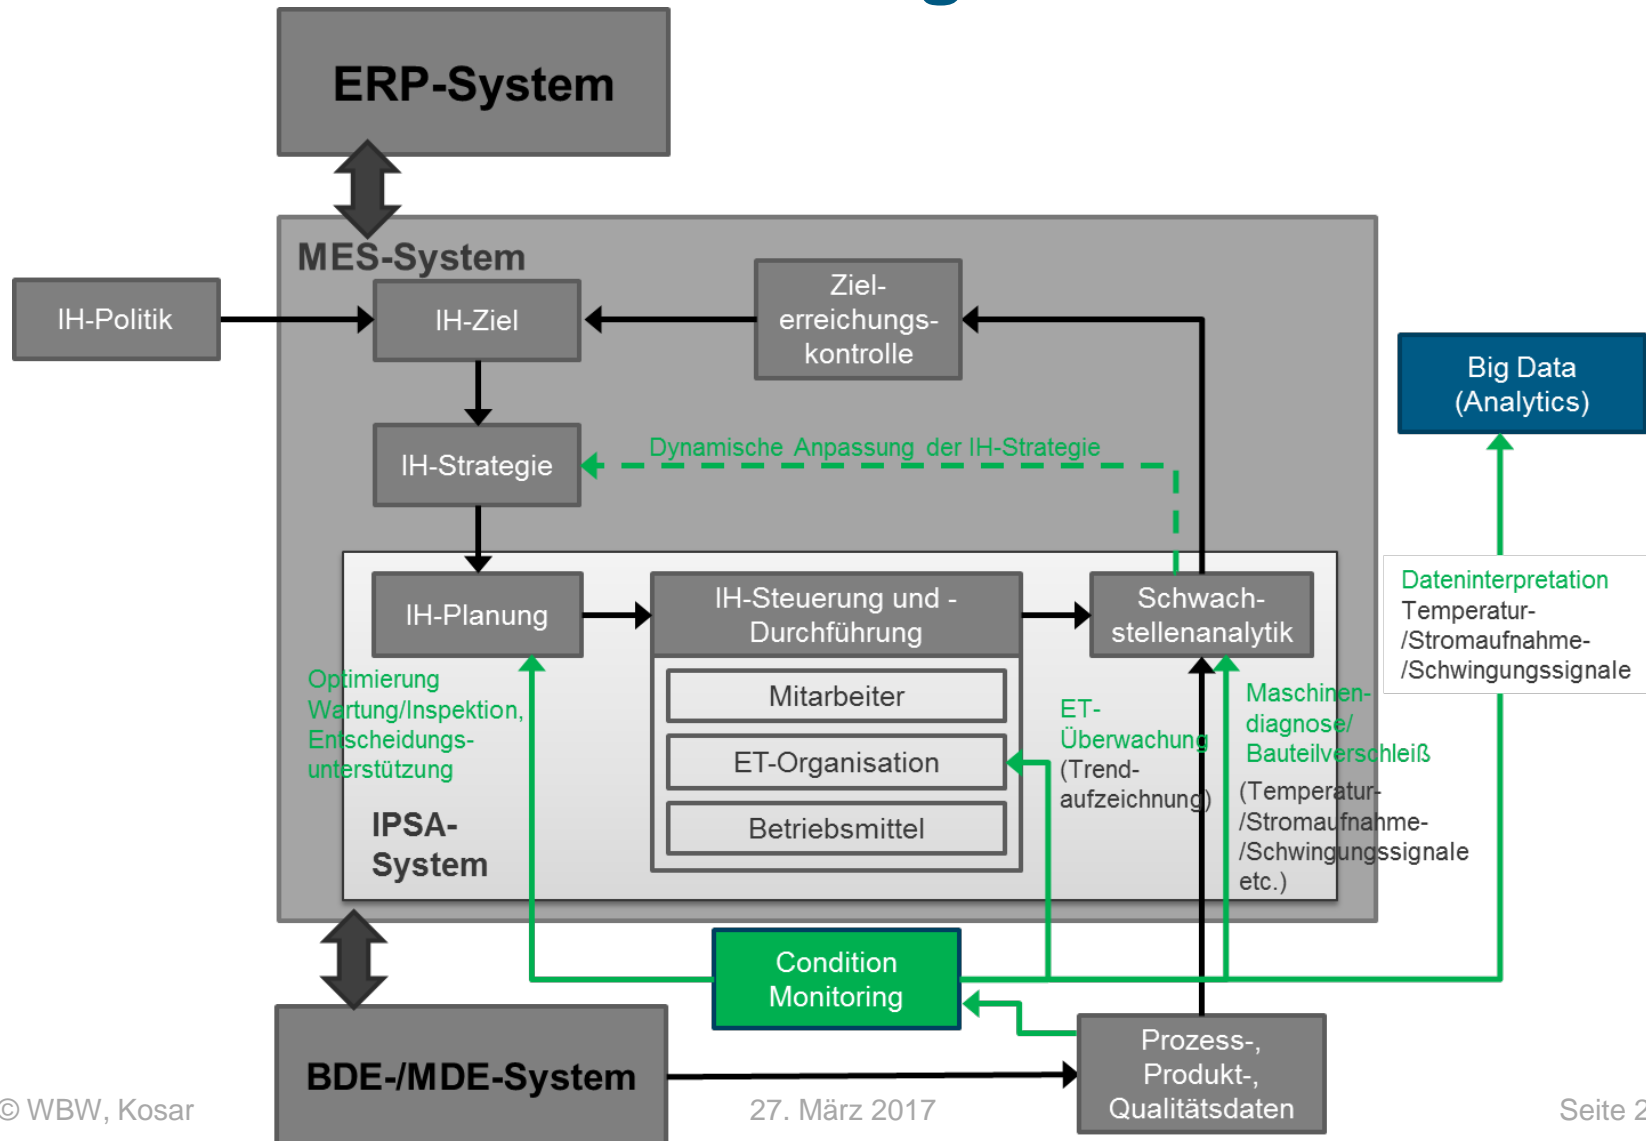 ERP-System
MES-System
IH-Politik
IH-Ziel
Ziel-
erreichungs-
kontrolle
Big Data
(Analytics)
IH-Strategie
Dynamische Anpassung der IH-Strategie
IH-Planung
IH-Steuerung und -
Durchführung
Schwach-
stellenanalytik
Dateninterpretation
Temperatur-
/Stromaufnahme-
/Schwingungssignale
Optimierung
Wartung/Inspektion,
Entscheidungs-
unterstützung
Mitarbeiter
ET-Organisation
Betriebsmittel
ET-
Überwachung
(Trend-
aufzeichnung)
Maschinen-
diagnose/
Bauteilverschleiß
(Temperatur-
/Stromaufnahme-
/Schwingungssignale
etc.)
IPSA-
System
Condition
Monitoring
BDE-/MDE-System
Prozess-,
Produkt-,
Qualitätsdaten
© WBW, Kosar
27. März 2017
Seite 2